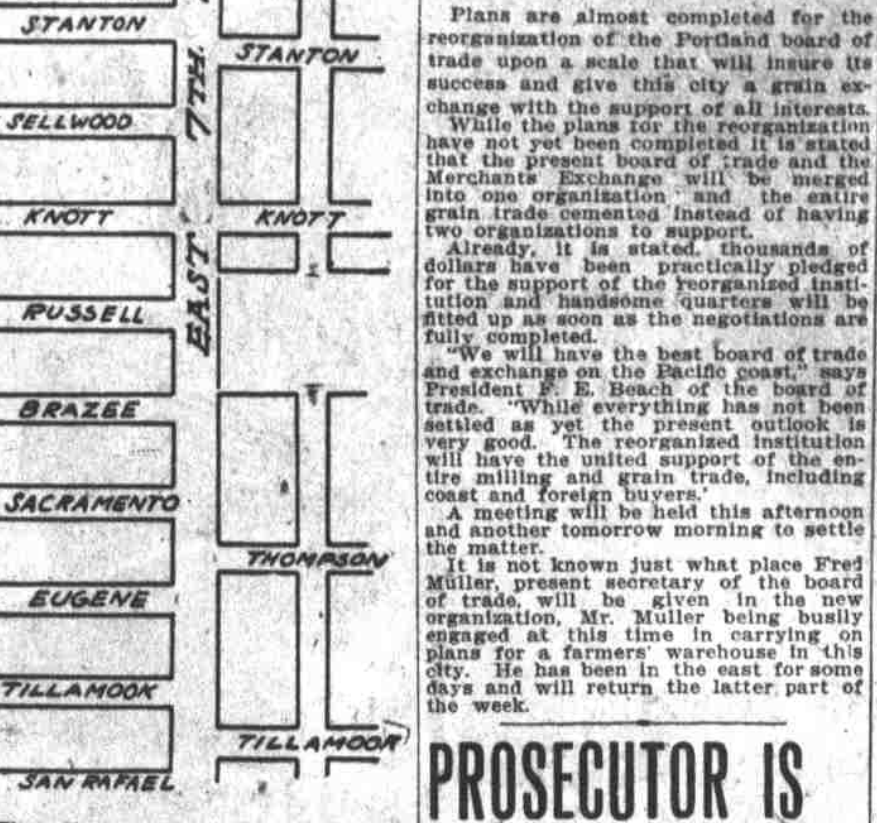 STANTON
SELLWOOD
KNOTT
RUSSELL
BRAZEE
SACRAMENTO
EUGENE
TILLAMOOK
SAN RAFAEL
EAST 7TH
STANTON
KNOTT
THOMPSON
TILLAMOOK
Plans are almost completed for the
reorganization of the Portland board of
trade upon a scale that will insure its
success and give this city a grain ex-
change with the support of all interests.
While the plans for the reorganization
have not yet been completed it is stated
that the present board of trade and the
Merchants Exchange will be merged
into one organization and the entire
grain trade cemented instead of having
two organizations to support.
Already, it is stated, thousands of
dollars have been practically pledged
for the support of the reorganized insti-
tution and handsome quarters will be
fitted up as soon as the negotiations are
fully completed.
"We will have the best board of trade
and exchange on the Pacific coast," says
President F. E. Beach of the board of
trade. "While everything has not been
settled as yet the present outlook is
very good. The reorganized institution
will have the united support of the en-
tire milling and grain trade, including
coast and foreign buyers.'
A meeting will be held this afternoon
and another tomorrow morning to settle
the matter.
It is not known just what place Fred
Muller, present secretary of the board
of trade, will be given in the new
organization, Mr. Muller being busily
engaged at this time in carrying on
plans for a farmers' warehouse in this
city. He has been in the east for some
days and will return the latter part of
the week.
PROSECUTOR IS